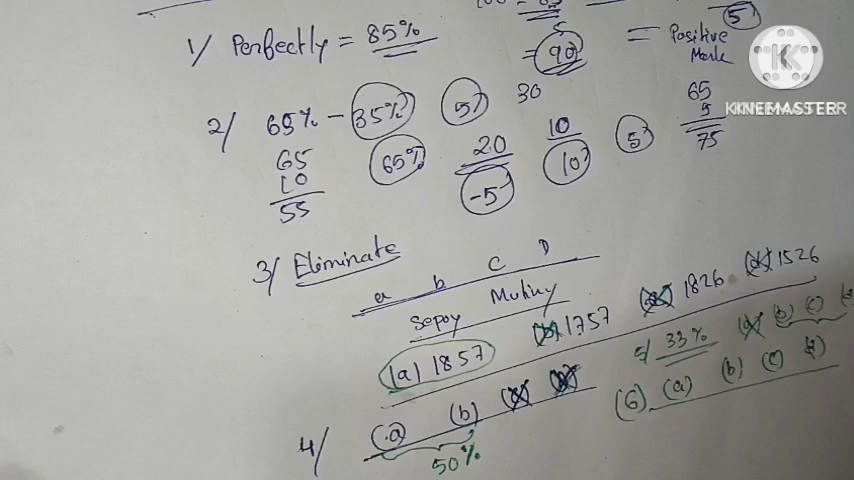 5
1) Perfectly = 85%
= 90
= Positive Mark
5
2) 65% - 35%
5
30
65
5
75
65
10
55
65%
20
-5
10
10
5
3) Eliminate
a b C D
Sepoy Mutiny
(a) 1857 (b) 1757 1826 1526
4) (a) (b)
50%
5) 33% (a) (b) (c)
(6) (a) (b) (c)
KINEMASTER